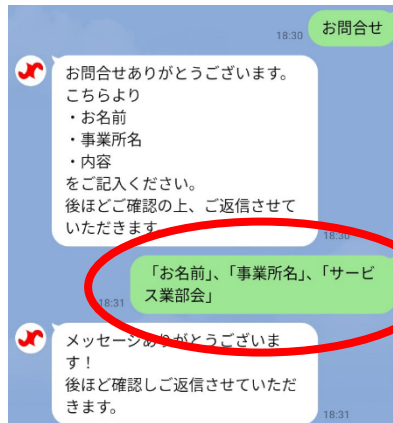 お問合せ
18:30
お問合せありがとうございます。
こちらより
・お名前
・事業所名
・内容
をご記入ください。
後ほどご確認の上、ご返信させて
いただきます。
18:30
「お名前」、「事業所名」、「サービ
ス業部会」
18:31
メッセージありがとうございま
す！
後ほど確認しご返信させていただ
きます。
18:31